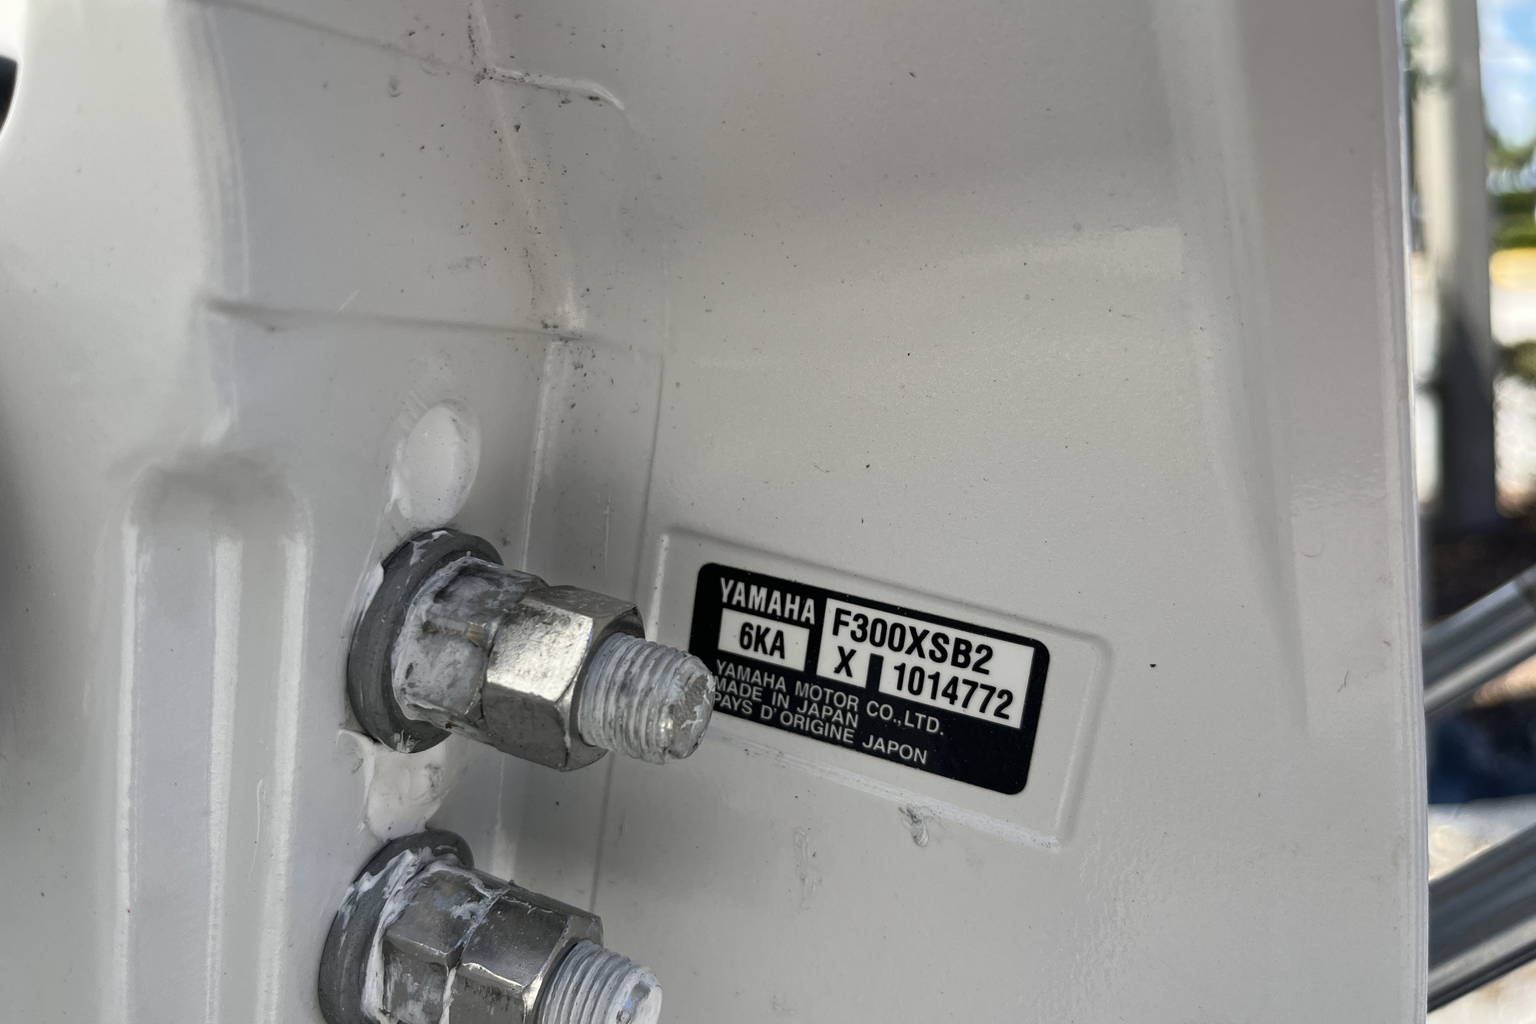 YAMAHA F300XSB2
6KA X 1014772
YAMAHA MOTOR CO.,LTD.
MADE IN JAPAN
PAYS D'ORIGINE JAPON